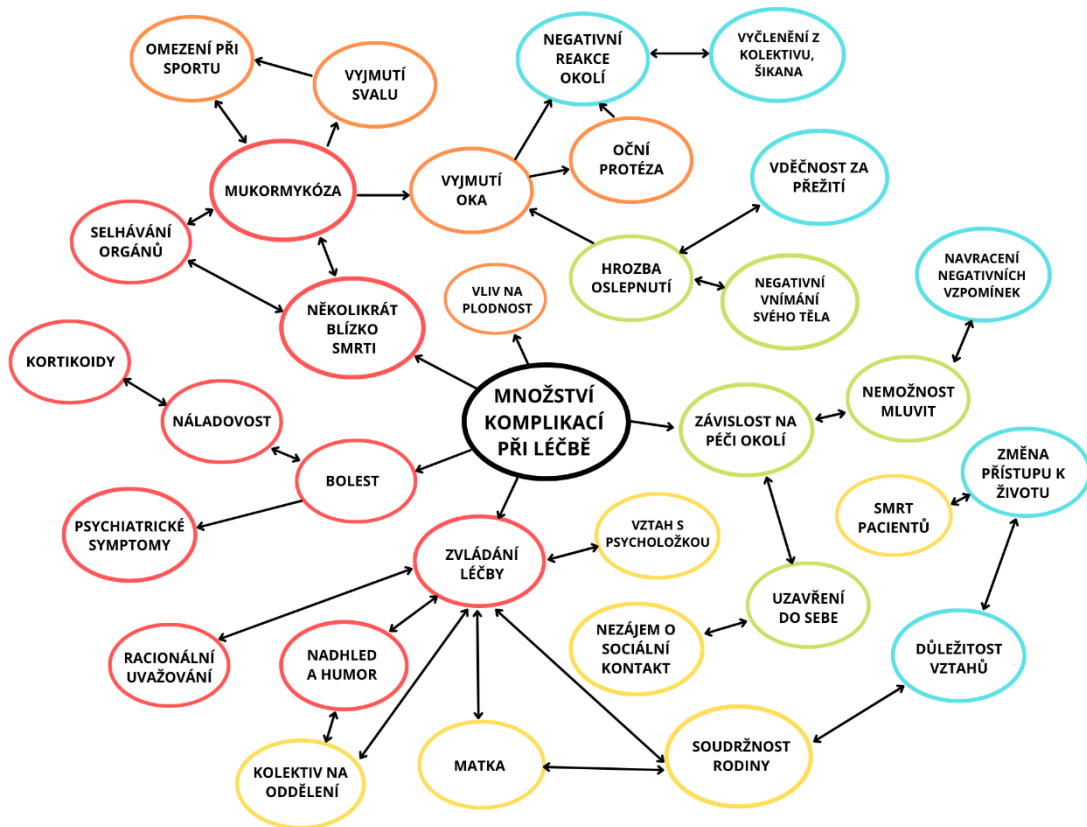 OMEZENÍ PŘI
SPORTU
VYJMUTÍ
SVALU
NEGATIVNÍ
REAKCE
OKOLÍ
VYČLENĚNÍ Z
KOLEKTIVU,
ŠIKANA
MUKORMYKÓZA
VYJMUTÍ
OKA
OČNÍ
PROTÉZA
VDĚČNOST ZA
PŘEŽITÍ
SELHÁVÁNÍ
ORGÁNŮ
HROZBA
OSLEPNUTÍ
NAVRACENÍ
NEGATIVNÍCH
VZPOMÍNEK
NĚKOLIKRÁT
BLÍZKO
SMRTI
VLIV NA
PLODNOST
NEGATIVNÍ
VNÍMÁNÍ
SVÉHO TĚLA
KORTIKOIDY
NÁLADOVOST
MNOŽSTVÍ
KOMPLIKACÍ
PŘI LÉČBĚ
ZÁVISLOST NA
PÉČI OKOLÍ
NEMOŽNOST
MLUVIT
BOLEST
ZMĚNA
PŘÍSTUPU K
ŽIVOTU
PSYCHIATRICKÉ
SYMPTOMY
SMRT
PACIENTŮ
ZVLÁDÁNÍ
LÉČBY
VZTAH S
PSYCHOLOŽKOU
UZAVŘENÍ
DO SEBE
RACIONÁLNÍ
UVAŽOVÁNÍ
NADHLED
A HUMOR
NEZÁJEM O
SOCIÁLNÍ
KONTAKT
DŮLEŽITOST
VZTAHŮ
KOLEKTIV NA
ODDĚLENÍ
MATKA
SOUDRŽNOST
RODINY